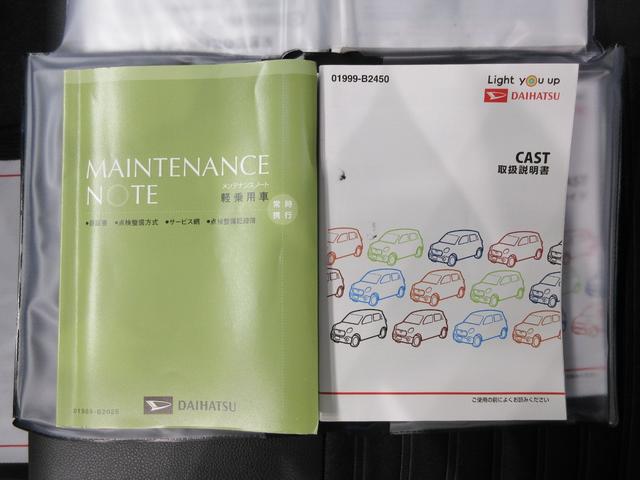 MAINTENANCE
NOTE
メンテナンスノート
軽乗用車
常時
携行
●保証書 ●点検整備方式 ●サービス網 ●点検整備記録簿
01999-B2025
DAIHATSU
01999-B2450
Light you up
DAIHATSU
CAST
取扱説明書
ご使用の前によくお読みください